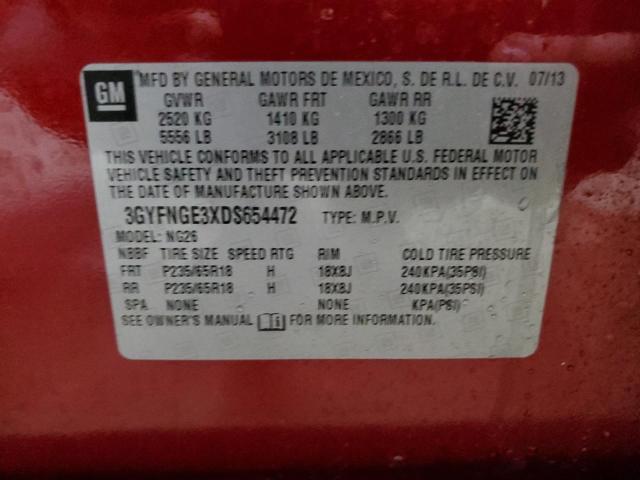 GM MFD BY GENERAL MOTORS DE MEXICO, S. DE R.L. DE C.V. 07/13
GVWR GAWR FRT GAWR RR
2520 KG 1410 KG 1300 KG
5556 LB 3108 LB 2866 LB
THIS VEHICLE CONFORMS TO ALL APPLICABLE U.S. FEDERAL MOTOR
VEHICLE SAFETY AND THEFT PREVENTION STANDARDS IN EFFECT ON
THE DATE OF MANUFACTURE SHOWN ABOVE.
3GYFNGE3XDS654472 TYPE: M.P.V.
MODEL: NG26
NBBF TIRE SIZE SPEED RTG RIM COLD TIRE PRESSURE
FRT P235/65R18 H 18X8J 240KPA(35PSI)
RR P235/65R18 H 18X8J 240KPA(35PSI)
SPA NONE NONE KPA(PSI)
SEE OWNER'S MANUAL FOR MORE INFORMATION.